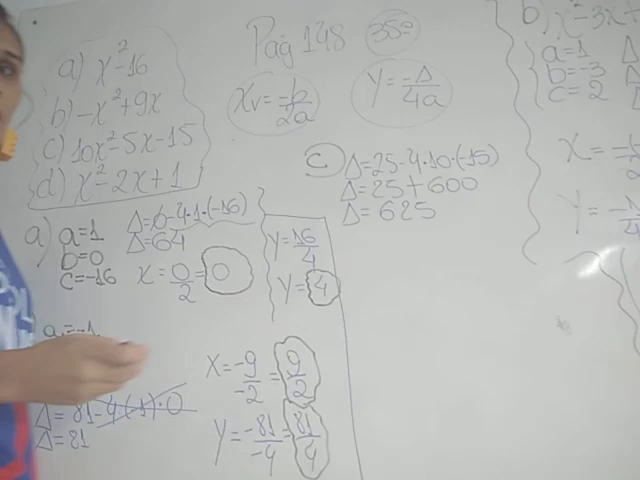 Pág 148 35º
a) x²-16
b) -x²+9x
c) 10x²-5x-15
d) x²-2x+1
Xv=-b/2a
Y=-Δ/4a
a) a=1
b=0
c=-16
Δ=0-4·1·(-16)
Δ=64
x=0/2=0
Y=16/4
Y=4
a=-1
Δ=81-4·(-1)·0
Δ=81
X=-9/-2=9/2
Y=-81/-4=81/4
c) Δ=25-4·10·(-15)
Δ=25+600
Δ=625
b) x²-3x+
a=1
b=-3
c=2
Δ
Δ
Δ
X=
Y=